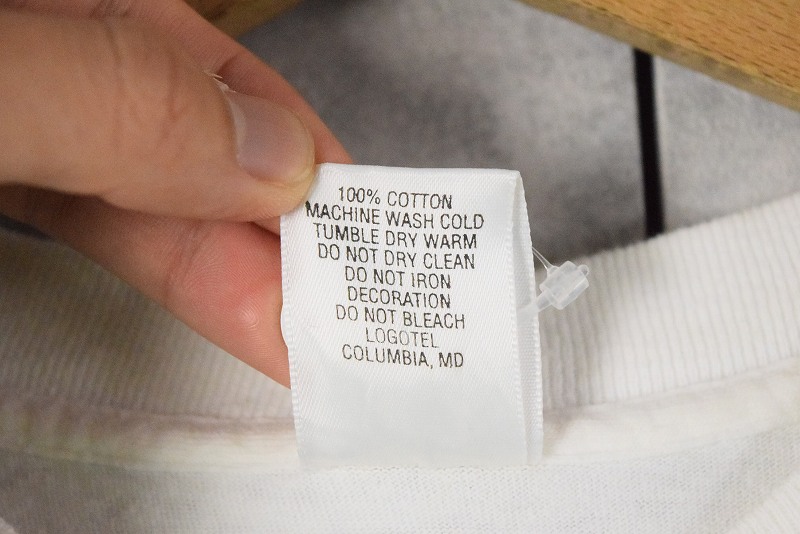 100% COTTON
MACHINE WASH COLD
TUMBLE DRY WARM
DO NOT DRY CLEAN
DO NOT IRON
DECORATION
DO NOT BLEACH
LOGOTEL
COLUMBIA, MD